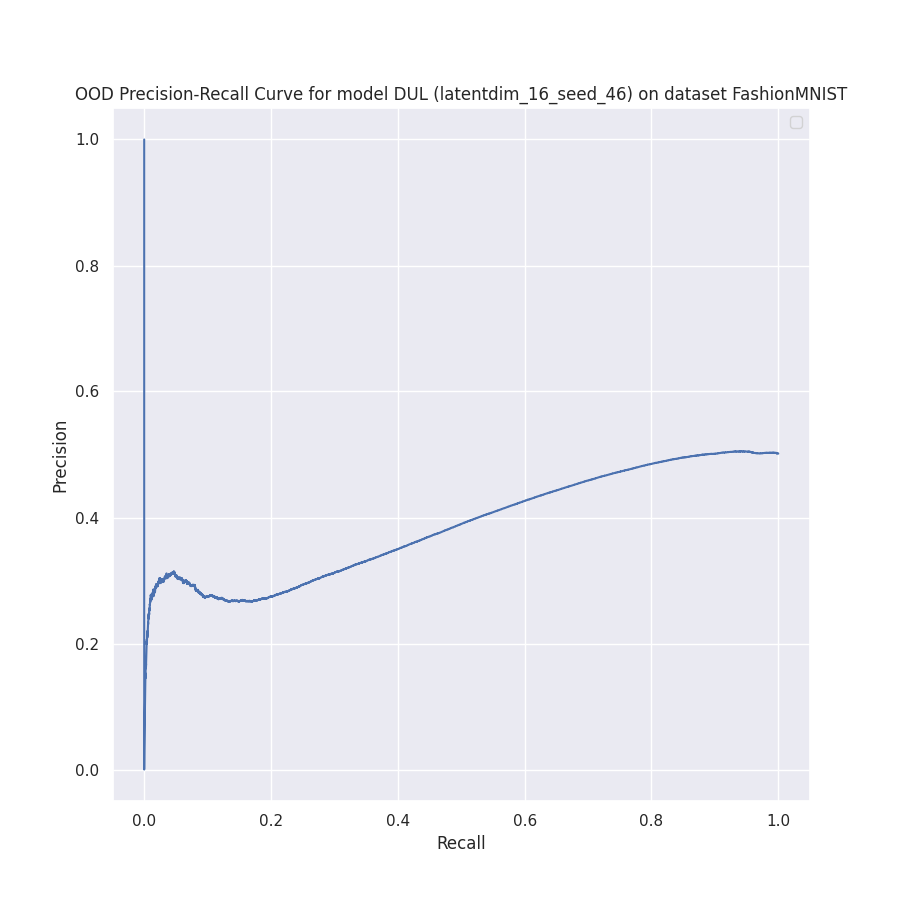 OOD Precision-Recall Curve for model DUL (latentdim_16_seed_46) on dataset FashionMNIST
1.0
0.8
0.6
0.4
0.2
0.0
Precision
0.0 0.2 0.4 0.6 0.8 1.0
Recall